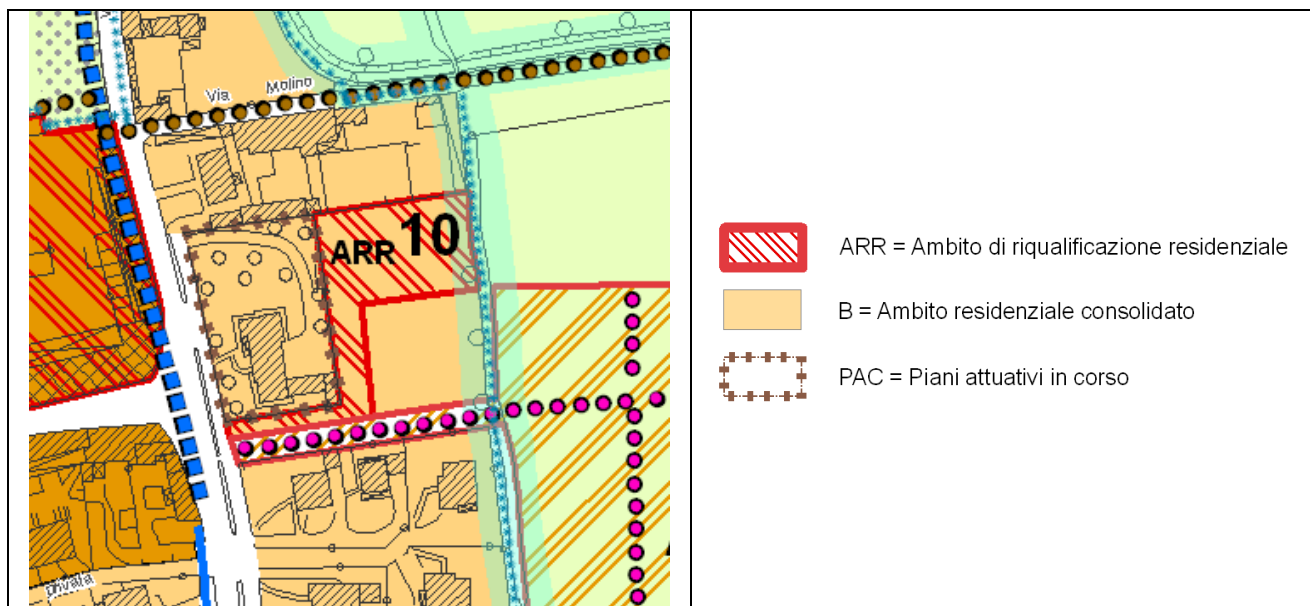 Via Molino
ARR 10
privata
ARR = Ambito di riqualificazione residenziale
B = Ambito residenziale consolidato
PAC = Piani attuativi in corso